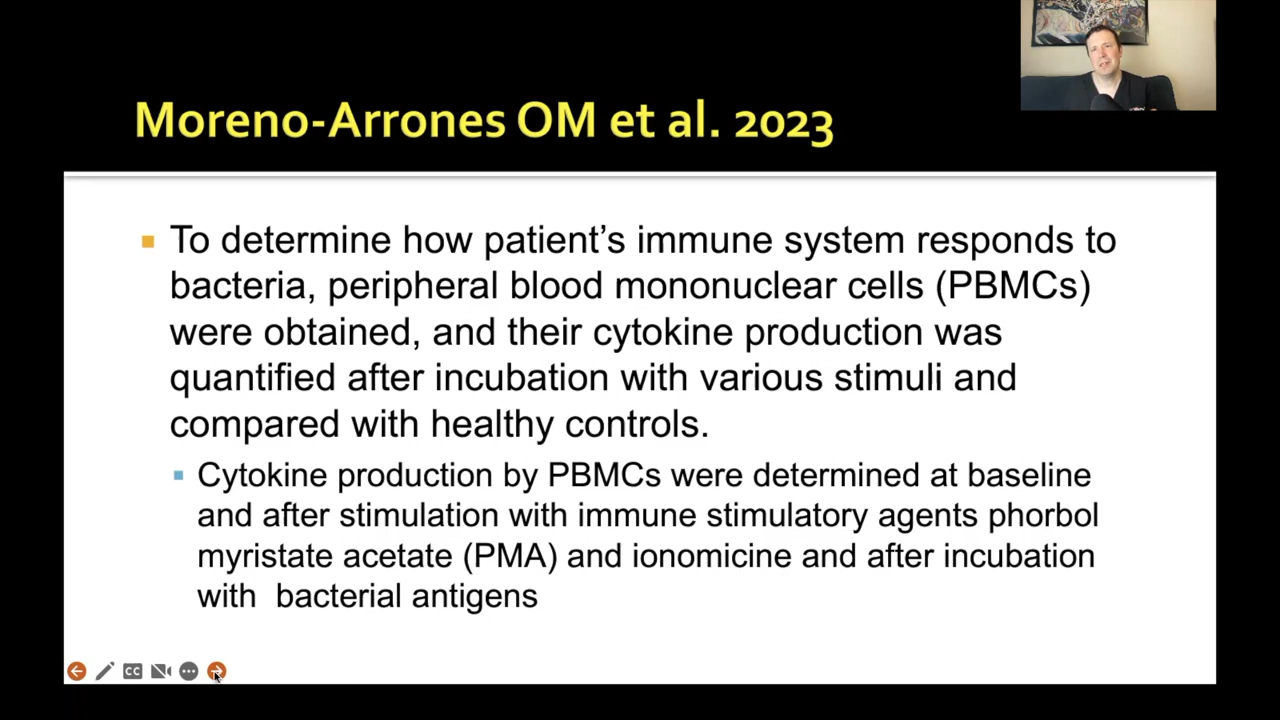 Moreno-Arrones OM et al. 2023
To determine how patient’s immune system responds to
bacteria, peripheral blood mononuclear cells (PBMCs)
were obtained, and their cytokine production was
quantified after incubation with various stimuli and
compared with healthy controls.
Cytokine production by PBMCs were determined at baseline
and after stimulation with immune stimulatory agents phorbol
myristate acetate (PMA) and ionomicine and after incubation
with  bacterial antigens
CC